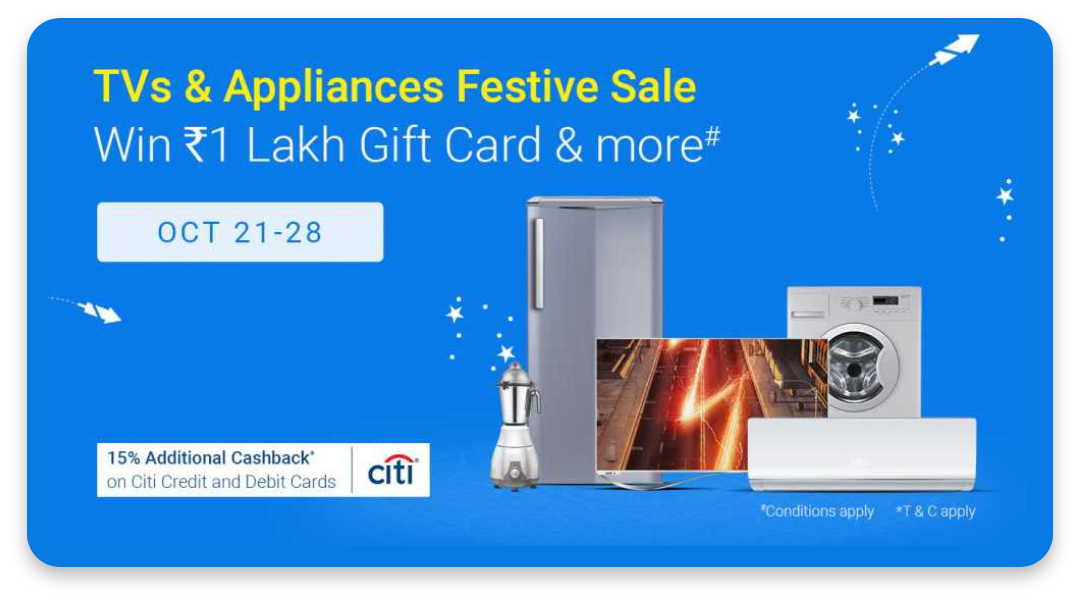 TVs & Appliances Festive Sale
Win ₹1 Lakh Gift Card & more#
OCT 21-28
15% Additional Cashback*
on Citi Credit and Debit Cards
citi
#Conditions apply *T & C apply